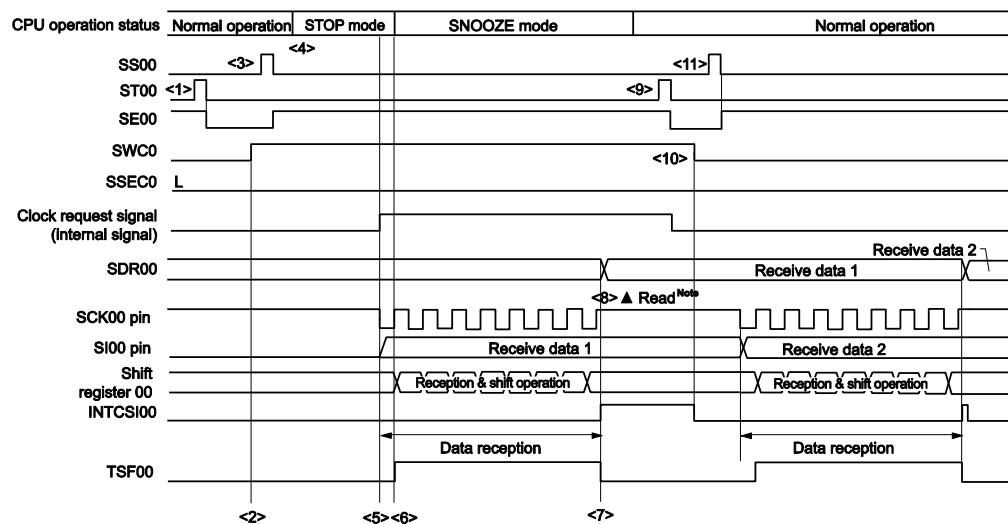 CPU operation status Normal operation STOP mode SNOOZE mode Normal operation
<4>
SS00 <3> <11>
ST00 <1> <9>
SE00
SWC0 <10>
SSEC0 L
Clock request signal
(internal signal)
Receive data 2
SDR00 Receive data 1
<8> ▲ Read Note
SCK00 pin
SI00 pin Receive data 1 Receive data 2
Shift
register 00 Reception & shift operation Reception & shift operation
INTCSI00
Data reception Data reception
TSF00
<2> <5> <6> <7>